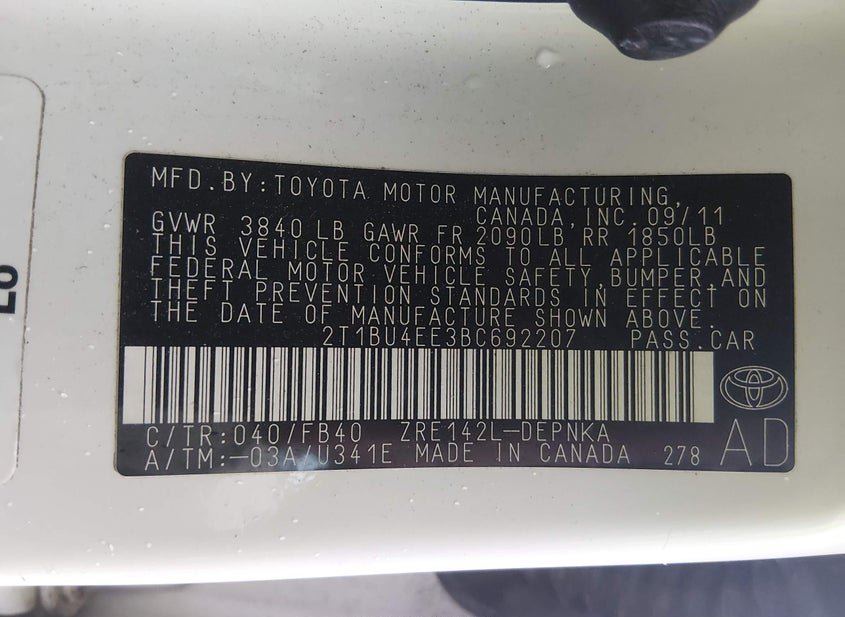 MFD.BY:TOYOTA MOTOR MANUFACTURING,
CANADA,INC.09/11
GVWR 3840LB GAWR FR 2090LB RR 1850LB
THIS VEHICLE CONFORMS TO ALL APPLICABLE
FEDERAL MOTOR VEHICLE SAFETY,BUMPER,AND
THEFT PREVENTION STANDARDS IN EFFECT ON
THE DATE OF MANUFACTURE SHOWN ABOVE.
2T1BU4EE3BC692207 PASS.CAR
C/TR:040/FB40 ZRE142L-DEPNKA
A/TM:-03A/U341E MADE IN CANADA 278
AD